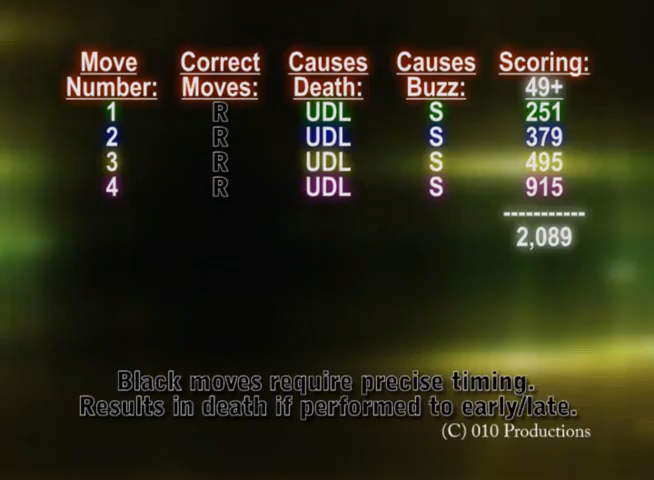 Move Number: Correct Moves: Causes Death: Causes Buzz: Scoring: 49+
1 R UDL S 251
2 R UDL S 379
3 R UDL S 495
4 R UDL S 915
-----------
2,089
Black moves require precise timing.
Results in death if performed to early/late.
(C) 010 Productions